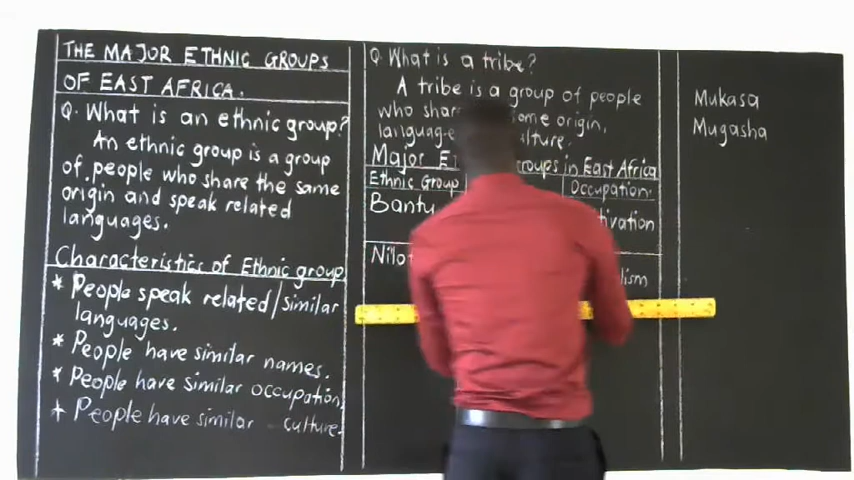 THE MAJOR ETHNIC GROUPS
OF EAST AFRICA.
Q. What is an ethnic group?
An ethnic group is a group
of people who share the same
origin and speak related
languages.
Characteristics of Ethnic group
* People speak related/similar
languages.
* People have similar names.
* People have similar occupation.
* People have similar culture.
Q. What is a tribe?
A tribe is a group of people
who origin,
Major groups in East Africa
Ethnic Group Occupation.
Bantu
Mukasa
Mugasha